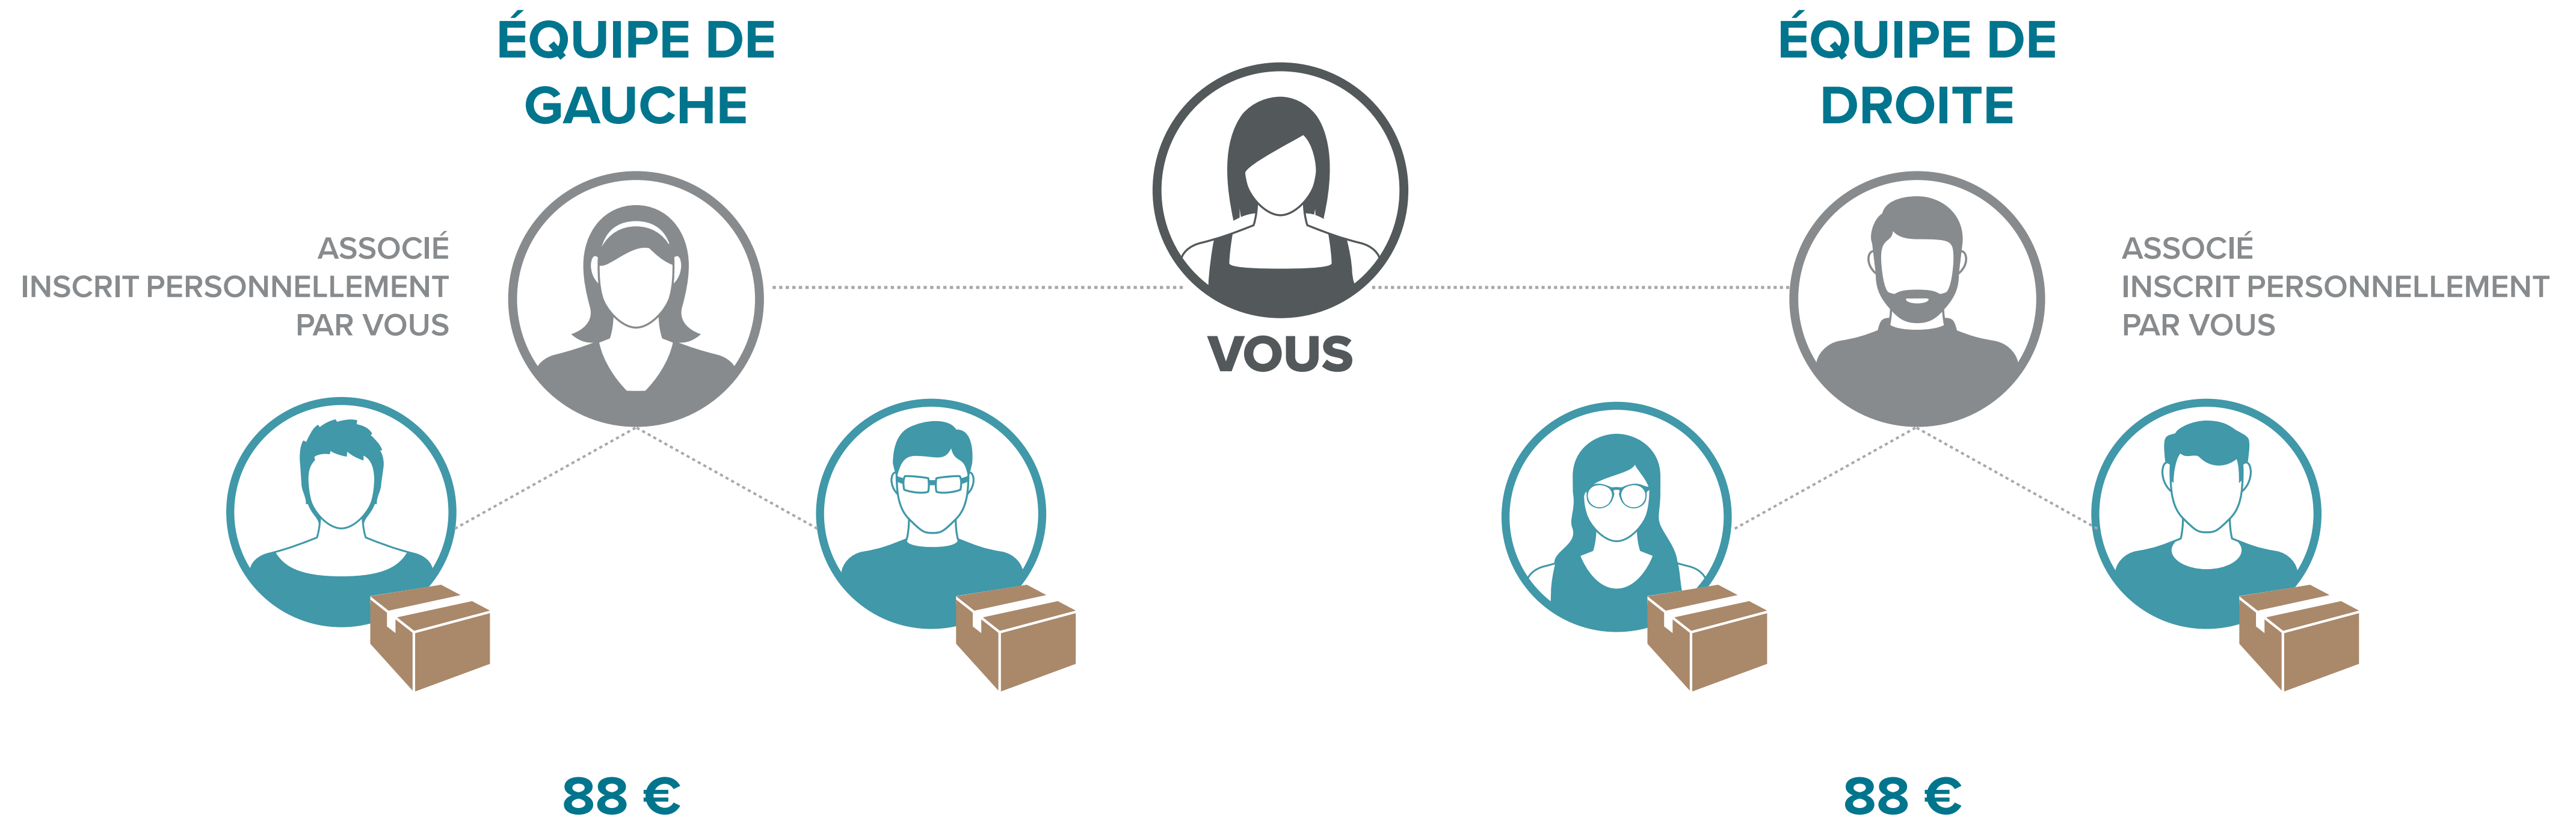 ÉQUIPE DE
GAUCHE
ÉQUIPE DE
DROITE
ASSOCIÉ
INSCRIT PERSONNELLEMENT
PAR VOUS
VOUS
ASSOCIÉ
INSCRIT PERSONNELLEMENT
PAR VOUS
88 €
88 €